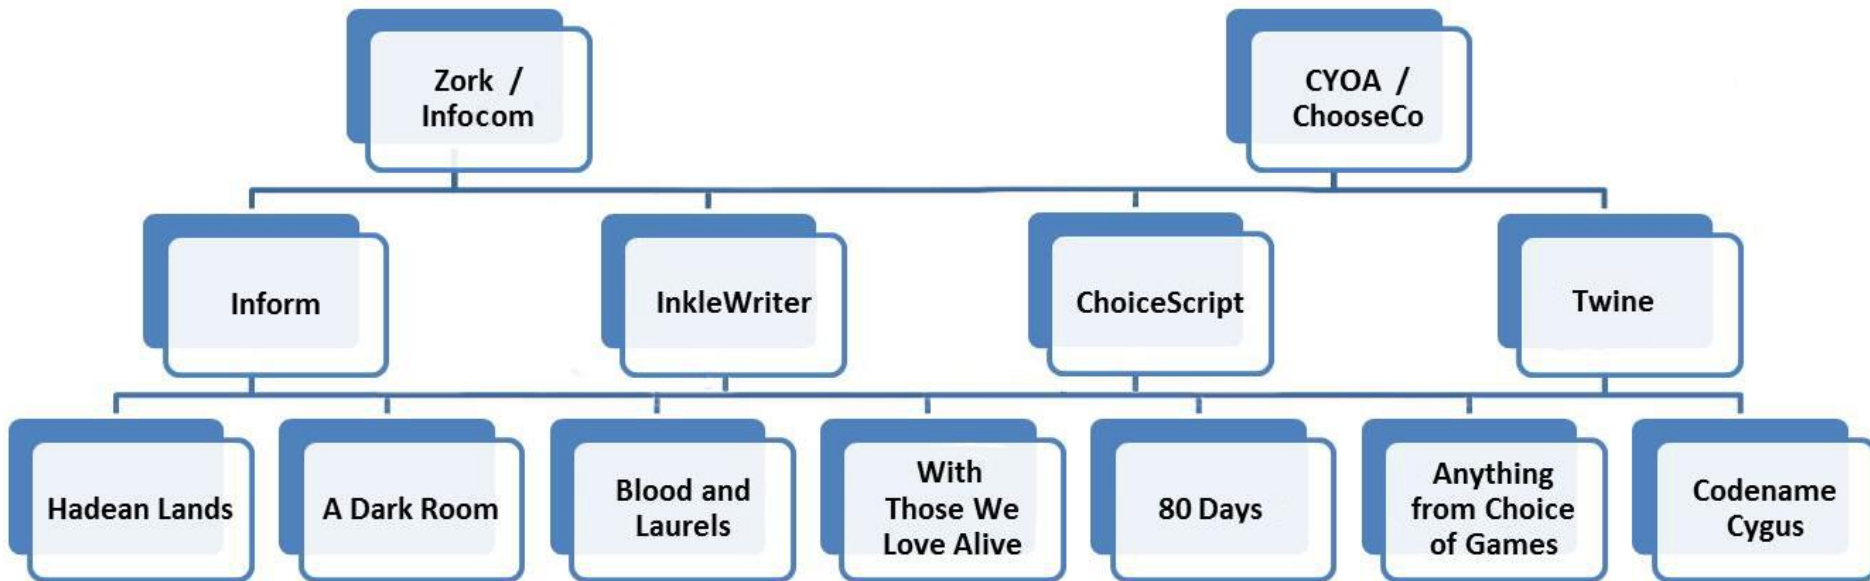 Zork /
Infocom
CYOA /
ChooseCo
Inform
InkleWriter
ChoiceScript
Twine
Hadean Lands
A Dark Room
Blood and
Laurels
With
Those We
Love Alive
80 Days
Anything
from Choice
of Games
Codename
Cygus